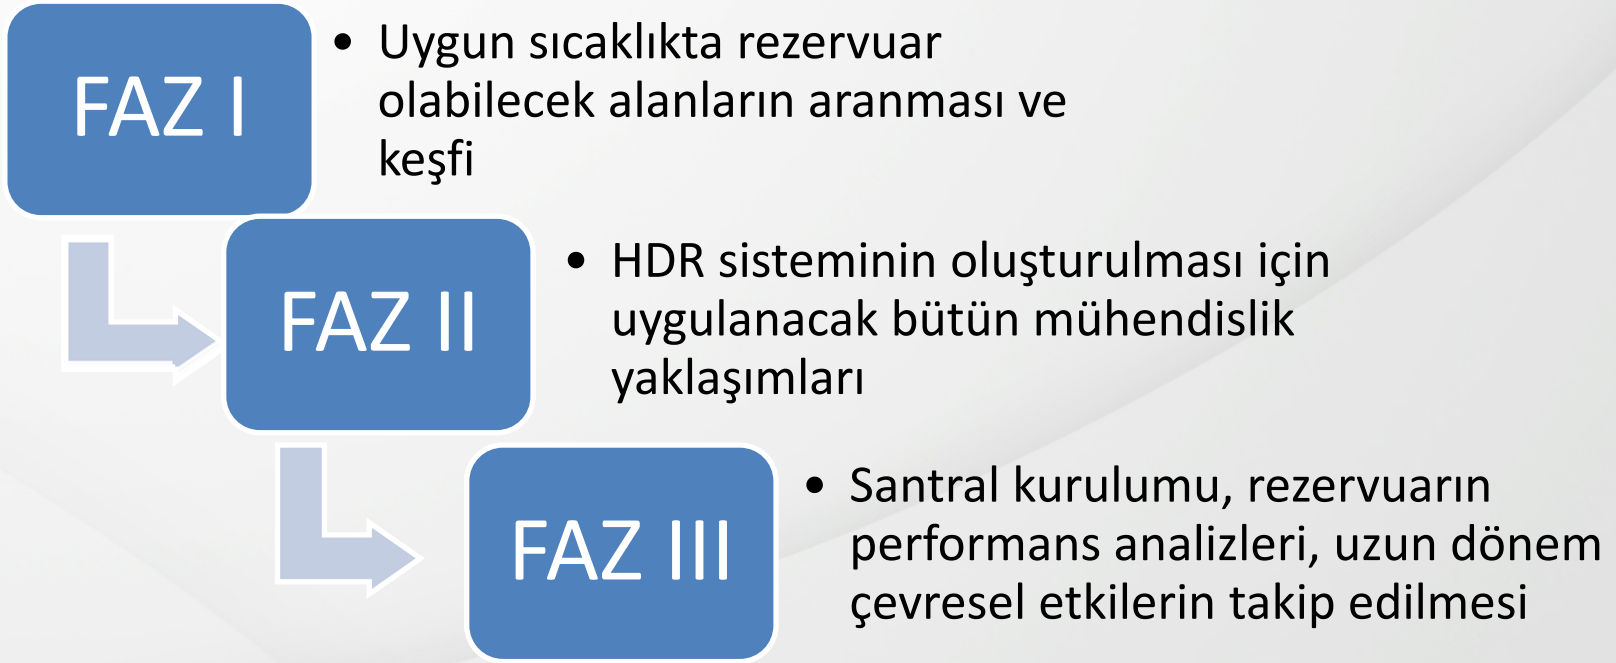 FAZ I
• Uygun sıcaklıkta rezervuar
olabilecek alanların aranması ve
keşfi
FAZ II
• HDR sisteminin oluşturulması için
uygulanacak bütün mühendislik
yaklaşımları
FAZ III
• Santral kurulumu, rezervuarın
performans analizleri, uzun dönem
çevresel etkilerin takip edilmesi